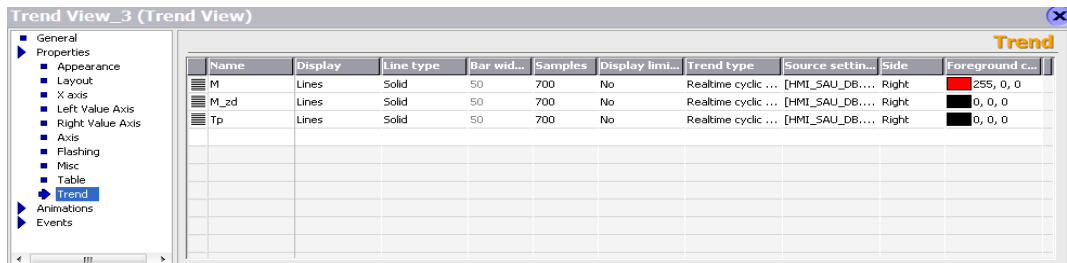 Trend View_3 (Trend View)
General
Properties
Appearance
Layout
X axis
Left Value Axis
Right Value Axis
Axis
Flashing
Misc
Table
Trend
Animations
Events
Trend
Name Display Line type Bar wid... Samples Display limi... Trend type Source settin... Side Foreground c...
M Lines Solid 50 700 No Realtime cyclic ... [HMI_SAU_DB.... Right 255, 0, 0
M_zd Lines Solid 50 700 No Realtime cyclic ... [HMI_SAU_DB.... Right 0, 0, 0
Tp Lines Solid 50 700 No Realtime cyclic ... [HMI_SAU_DB.... Right 0, 0, 0